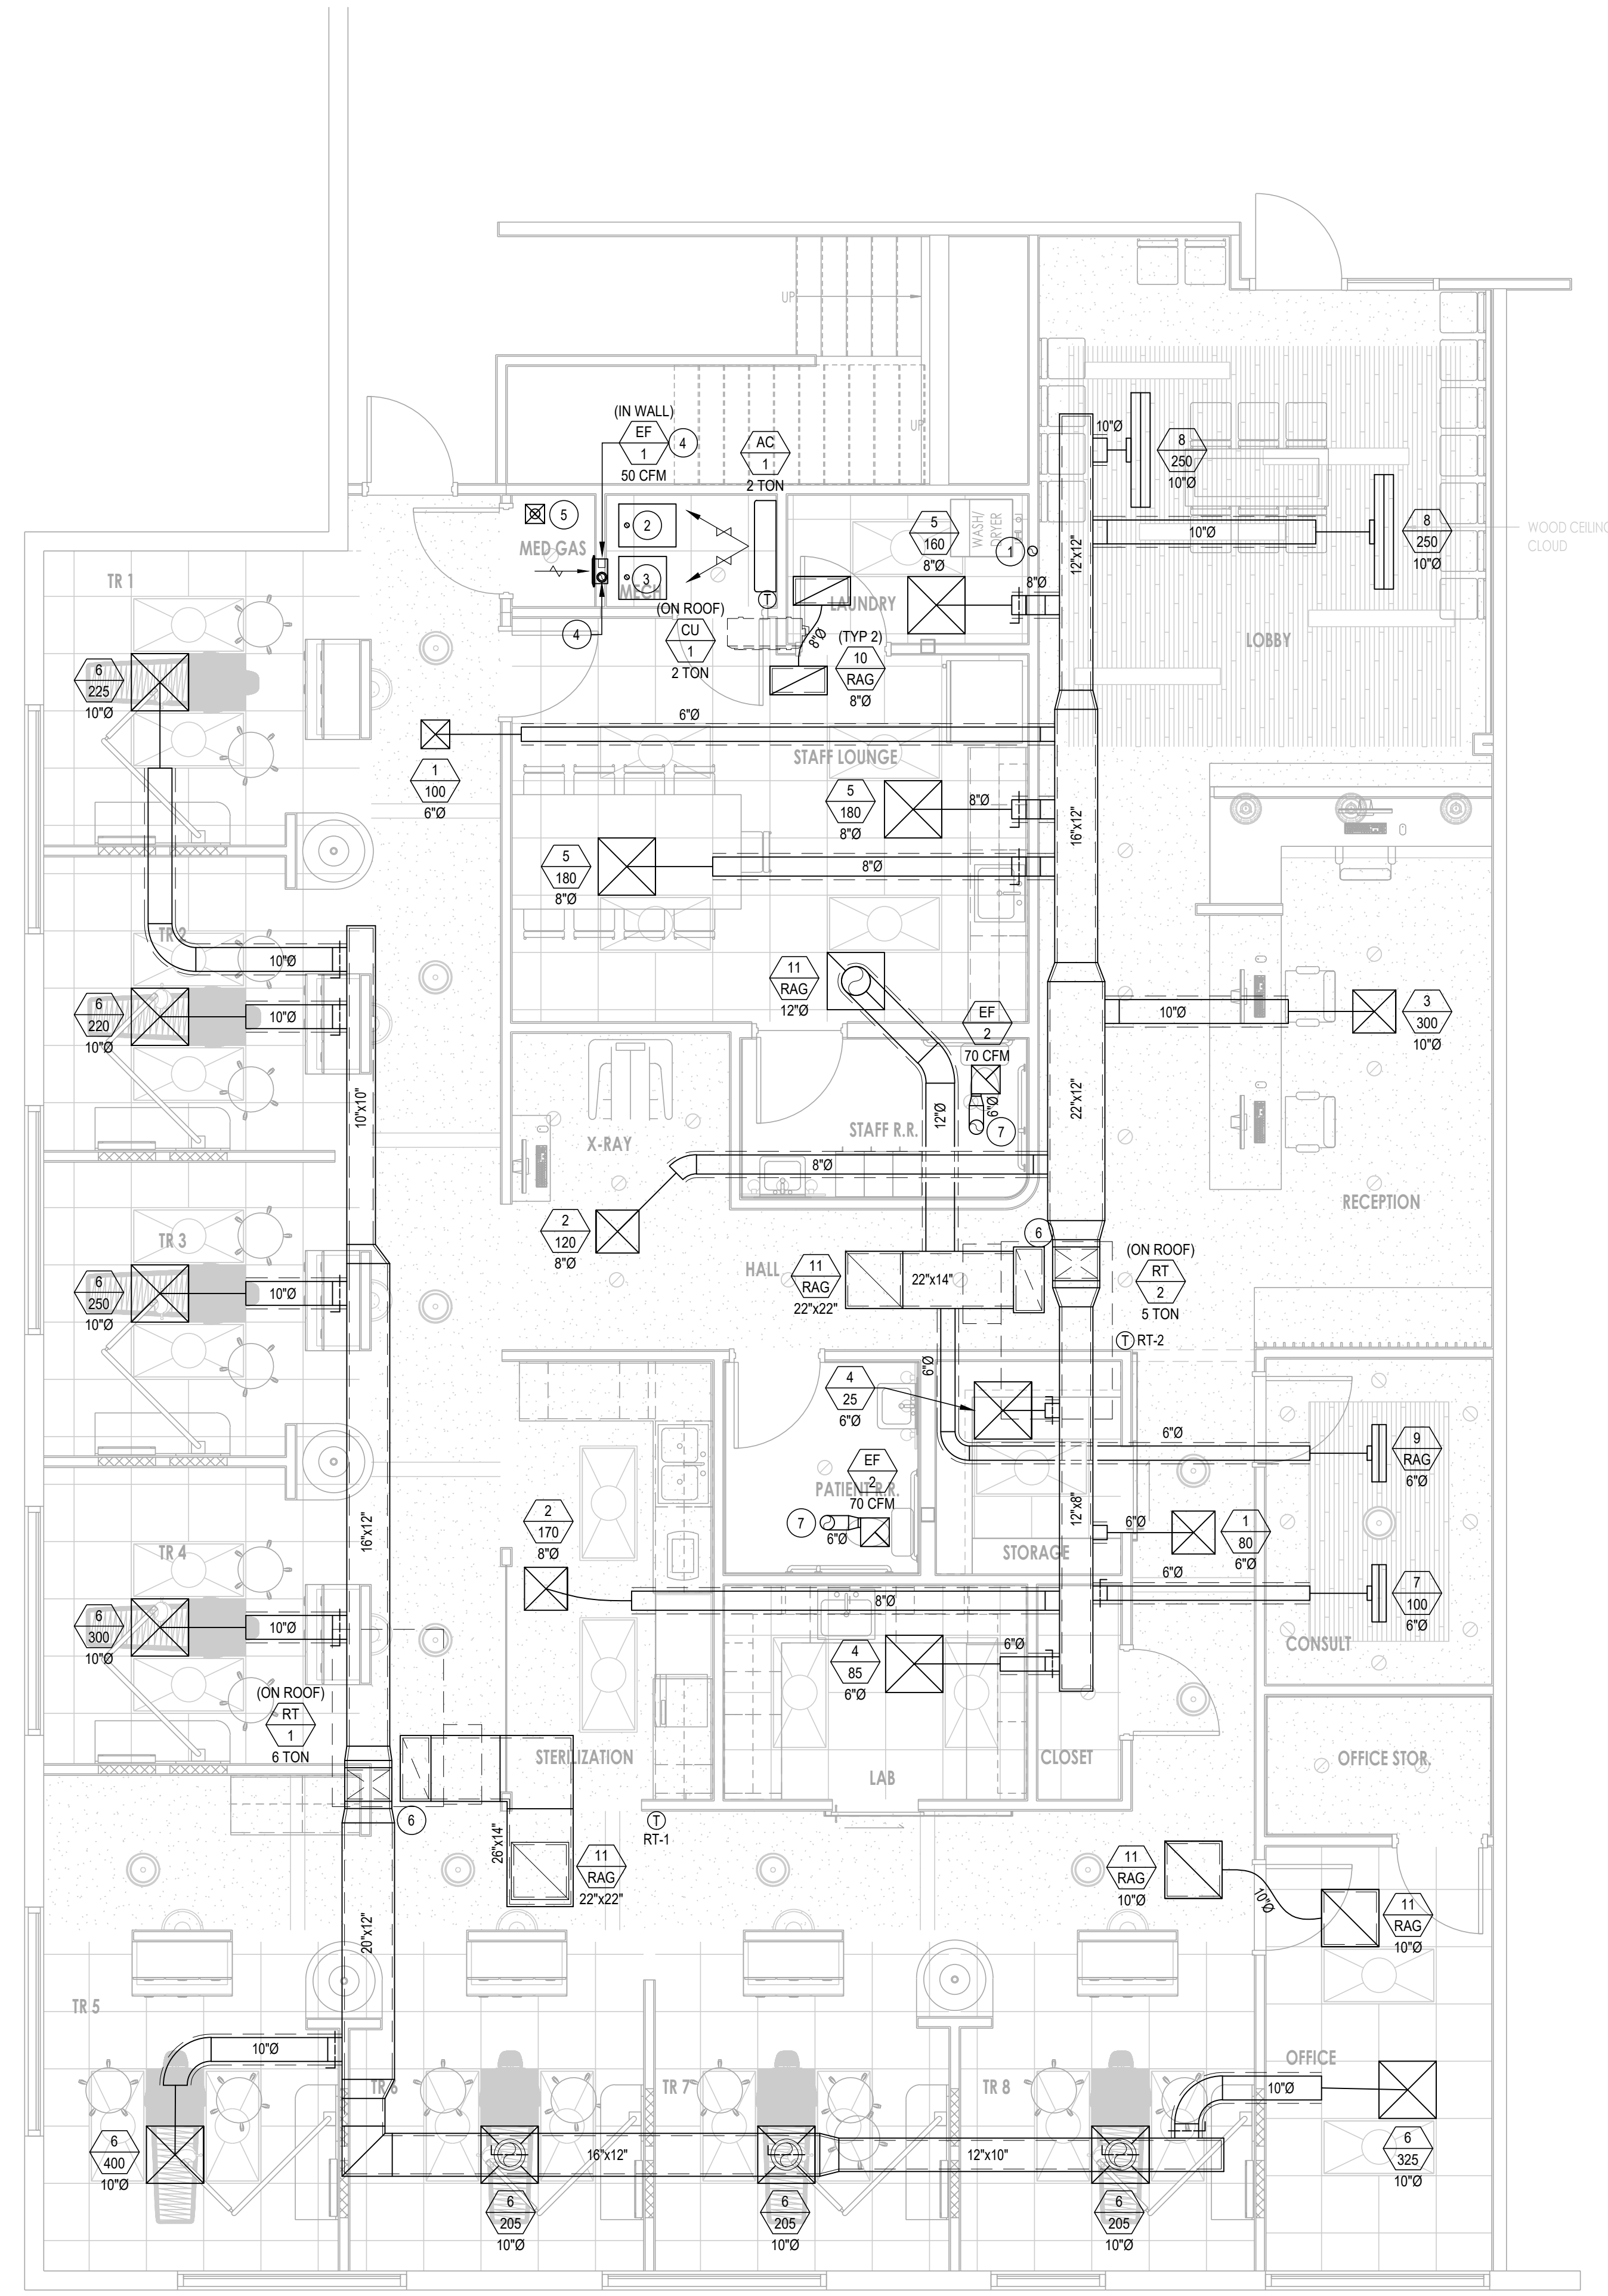 UP
UP
(IN WALL)
EF
1
50 CFM
4
AC
1
2 TON
10"Ø
8
250
10"Ø
12"x12"
10"Ø
8
250
10"Ø
WOOD CEILING
CLOUD
5
MED GAS
2
3
MECH
T
5
160
8"Ø
WASH/
DRYER
1
8"Ø
LAUNDRY
LOBBY
TR 1
4
(ON ROOF)
CU
1
2 TON
8"Ø
(TYP 2)
10
RAG
8"Ø
6
225
10"Ø
6"Ø
1
100
6"Ø
STAFF LOUNGE
5
180
8"Ø
8"Ø
16"x12"
5
180
8"Ø
8"Ø
TR 2
10"Ø
6
220
10"Ø
10"Ø
11
RAG
12"Ø
EF
2
70 CFM
6"Ø
7
10"Ø
3
300
10"Ø
10"x10"
22"x12"
12"Ø
X-RAY
STAFF R.R.
8"Ø
RECEPTION
2
120
8"Ø
TR 3
6
250
10"Ø
10"Ø
HALL
11
RAG
22"x22"
22"x14"
6
(ON ROOF)
RT
2
5 TON
T RT-2
6"Ø
4
25
6"Ø
6"Ø
9
RAG
6"Ø
EF
2
PATIENT R.R.
70 CFM
7
6"Ø
2
170
8"Ø
16"x12"
12"x8"
6"Ø
1
80
6"Ø
TR 4
STORAGE
6"Ø
7
100
6"Ø
8"Ø
6
300
10"Ø
10"Ø
CONSULT
4
85
6"Ø
6"Ø
(ON ROOF)
RT
1
6 TON
STERILIZATION
LAB
CLOSET
OFFICE STOR.
6
T
RT-1
26"x14"
11
RAG
22"x22"
11
RAG
10"Ø
10"Ø
11
RAG
10"Ø
20"x12"
TR 5
10"Ø
TR 6
TR 7
TR 8
OFFICE
10"Ø
6
400
10"Ø
16"x12"
12"x10"
6
325
10"Ø
6
205
10"Ø
6
205
10"Ø
6
205
10"Ø